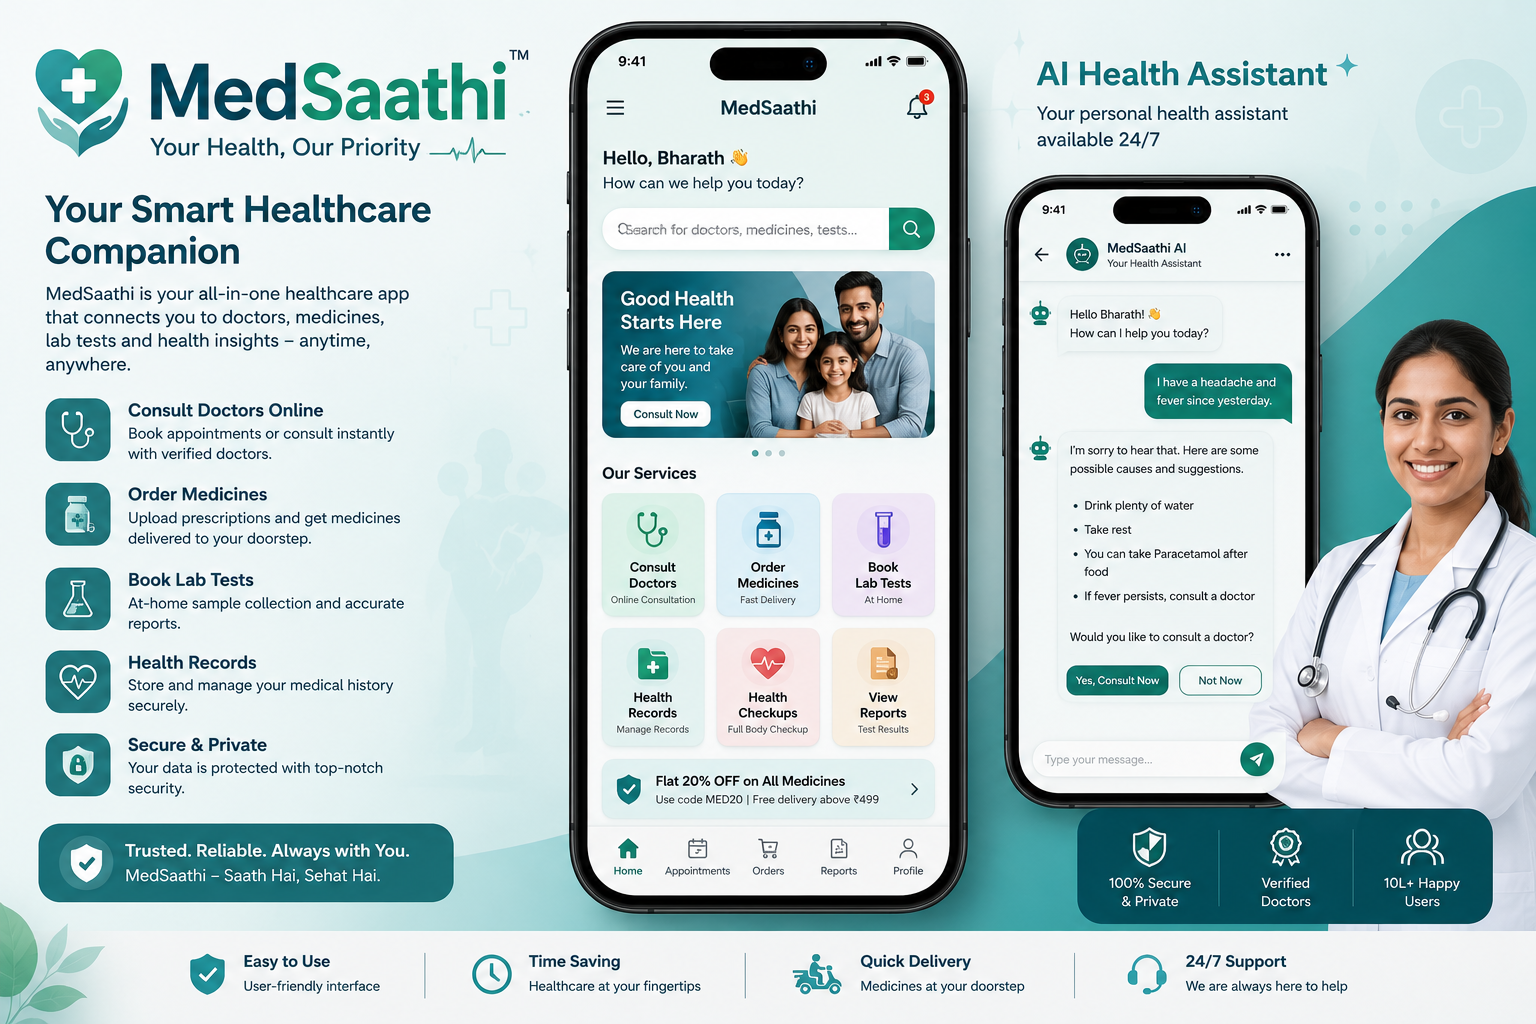 MedSaathi™
Your Health, Our Priority
Your Smart Healthcare
Companion
MedSaathi is your all-in-one healthcare app
that connects you to doctors, medicines,
lab tests and health insights – anytime,
anywhere.
Consult Doctors Online
Book appointments or consult instantly
with verified doctors.
Order Medicines
Upload prescriptions and get medicines
delivered to your doorstep.
Book Lab Tests
At-home sample collection and accurate
reports.
Health Records
Store and manage your medical history
securely.
Secure & Private
Your data is protected with top-notch
security.
Trusted. Reliable. Always with You.
MedSaathi – Saath Hai, Sehat Hai.
9:41
MedSaathi
3
Hello, Bharath 👋
How can we help you today?
Search for doctors, medicines, tests...
Good Health
Starts Here
We are here to take
care of you and
your family.
Consult Now
Our Services
Consult
Doctors
Online Consultation
Order
Medicines
Fast Delivery
Book
Lab Tests
At Home
Health
Records
Manage Records
Health
Checkups
Full Body Checkup
View
Reports
Test Results
Flat 20% OFF on All Medicines
Use code MED20 | Free delivery above ₹499
Home
Appointments
Orders
Reports
Profile
AI Health Assistant
Your personal health assistant
available 24/7
9:41
MedSaathi AI
Your Health Assistant
Hello Bharath! 👋
How can I help you today?
I have a headache and
fever since yesterday.
I'm sorry to hear that. Here are some
possible causes and suggestions.
• Drink plenty of water
• Take rest
• You can take Paracetamol after
food
• If fever persists, consult a doctor
Would you like to consult a doctor?
Yes, Consult Now
Not Now
Type your message...
100% Secure
& Private
Verified
Doctors
10L+ Happy
Users
Easy to Use
User-friendly interface
Time Saving
Healthcare at your fingertips
Quick Delivery
Medicines at your doorstep
24/7 Support
We are always here to help